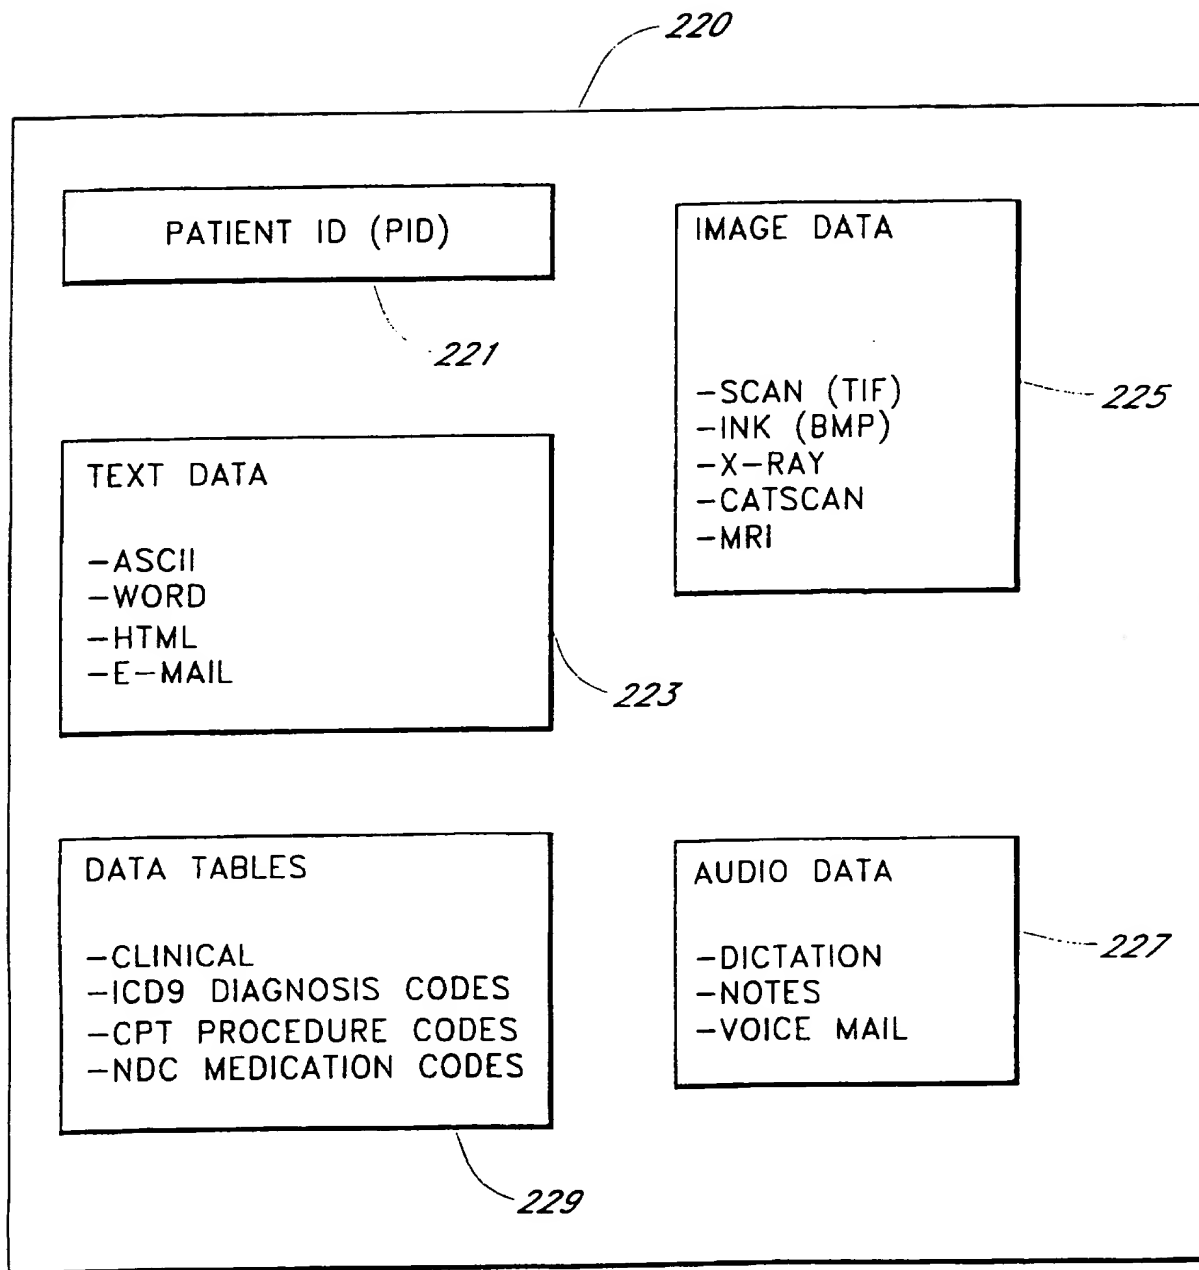 220
PATIENT ID (PID)
221
IMAGE DATA
-SCAN (TIF)
-INK (BMP)
-X-RAY
-CATSCAN
-MRI
225
TEXT DATA
-ASCII
-WORD
-HTML
-E-MAIL
223
DATA TABLES
-CLINICAL
-ICD9 DIAGNOSIS CODES
-CPT PROCEDURE CODES
-NDC MEDICATION CODES
229
AUDIO DATA
-DICTATION
-NOTES
-VOICE MAIL
227